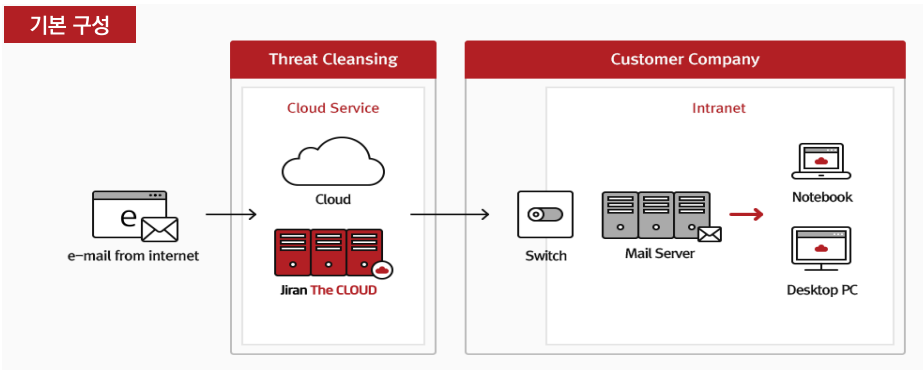 기본 구성
Threat Cleansing
Customer Company
Cloud Service
Intranet
Cloud
Notebook
e
e-mail from internet
Switch
Mail Server
Jiran The CLOUD
Desktop PC